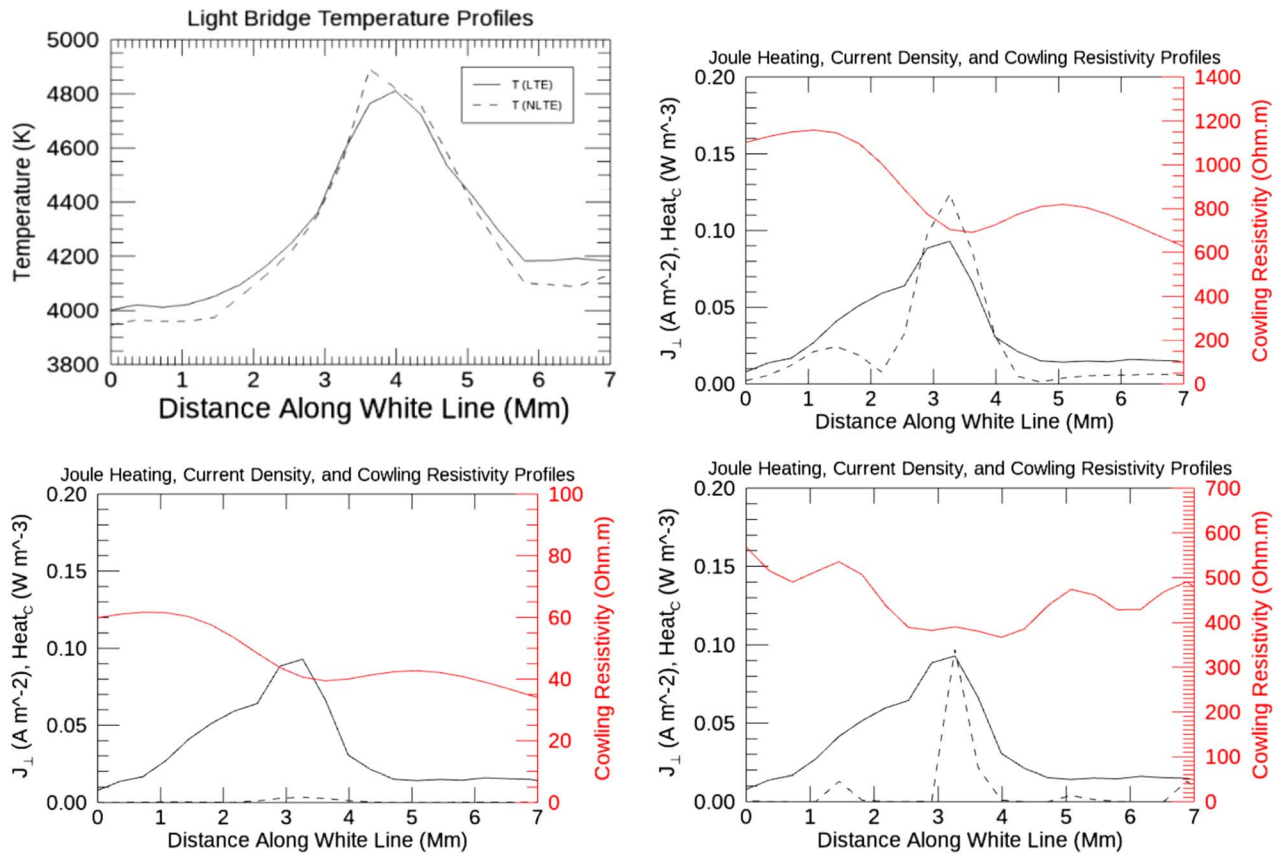 Light Bridge Temperature Profiles
5000
4800
4600
4400
4200
4000
3800
Temperature (K)
T (LTE)
T (NLTE)
0 1 2 3 4 5 6 7
Distance Along White Line (Mm)
Joule Heating, Current Density, and Cowling Resistivity Profiles
0.20
0.15
0.10
0.05
0.00
J⊥ (A m^-2), Heat_C (W m^-3)
1400
1200
1000
800
600
400
200
0
Cowling Resistivity (Ohm.m)
0 1 2 3 4 5 6 7
Distance Along White Line (Mm)
Joule Heating, Current Density, and Cowling Resistivity Profiles
0.20
0.15
0.10
0.05
0.00
J⊥ (A m^-2), Heat_C (W m^-3)
100
80
60
40
20
0
Cowling Resistivity (Ohm.m)
0 1 2 3 4 5 6 7
Distance Along White Line (Mm)
Joule Heating, Current Density, and Cowling Resistivity Profiles
0.20
0.15
0.10
0.05
0.00
J⊥ (A m^-2), Heat_C (W m^-3)
700
600
500
400
300
200
100
0
Cowling Resistivity (Ohm.m)
0 1 2 3 4 5 6 7
Distance Along White Line (Mm)